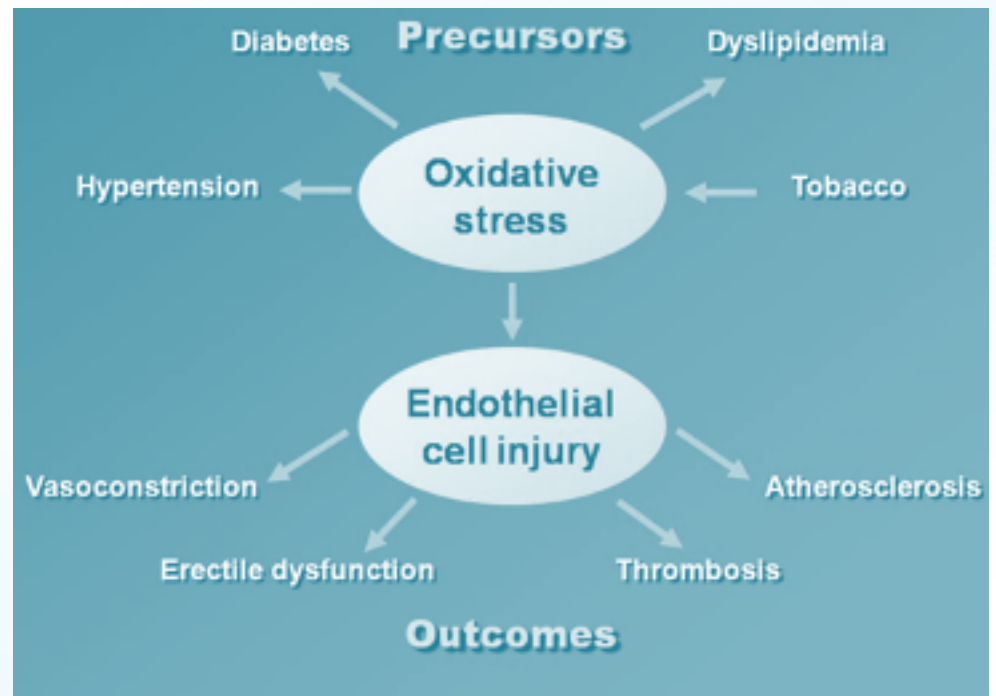 Precursors
Diabetes
Dyslipidemia
Oxidative
stress
Hypertension
Tobacco
Endothelial
cell injury
Vasoconstriction
Atherosclerosis
Erectile dysfunction
Thrombosis
Outcomes